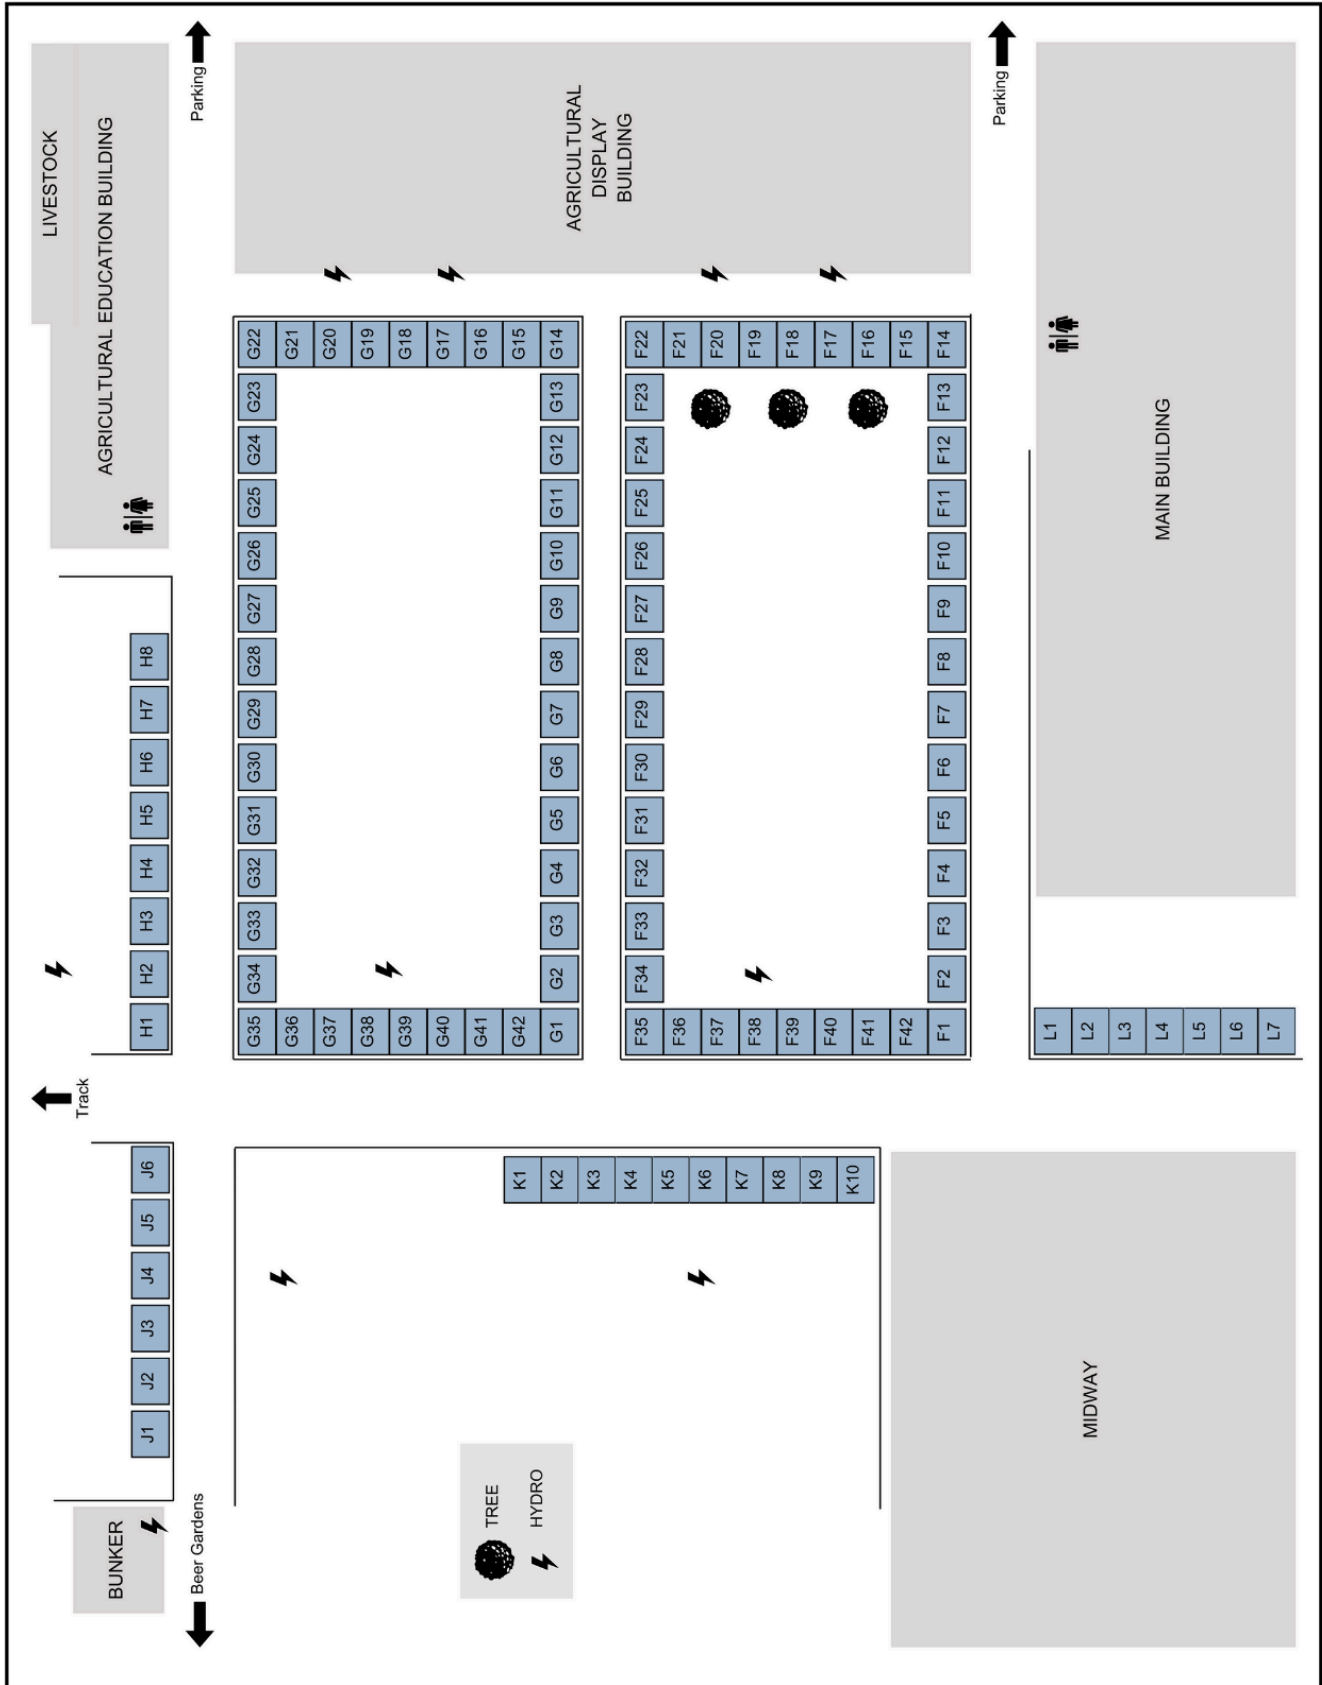 LIVESTOCK
AGRICULTURAL EDUCATION BUILDING
Parking
AGRICULTURAL
DISPLAY
BUILDING
Parking
MAIN BUILDING
H8
H7
H6
H5
H4
H3
H2
H1
G22
G21
G20
G19
G18
G17
G16
G15
G14
G23
G24
G25
G26
G27
G28
G29
G30
G31
G32
G33
G34
G13
G12
G11
G10
G9
G8
G7
G6
G5
G4
G3
G2
G35
G36
G37
G38
G39
G40
G41
G42
G1
F22
F21
F20
F19
F18
F17
F16
F15
F14
F23
F24
F25
F26
F27
F28
F29
F30
F31
F32
F33
F34
F13
F12
F11
F10
F9
F8
F7
F6
F5
F4
F3
F2
F35
F36
F37
F38
F39
F40
F41
F42
F1
L1
L2
L3
L4
L5
L6
L7
Track
J6
J5
J4
J3
J2
J1
K1
K2
K3
K4
K5
K6
K7
K8
K9
K10
BUNKER
Beer Gardens
TREE
HYDRO
MIDWAY